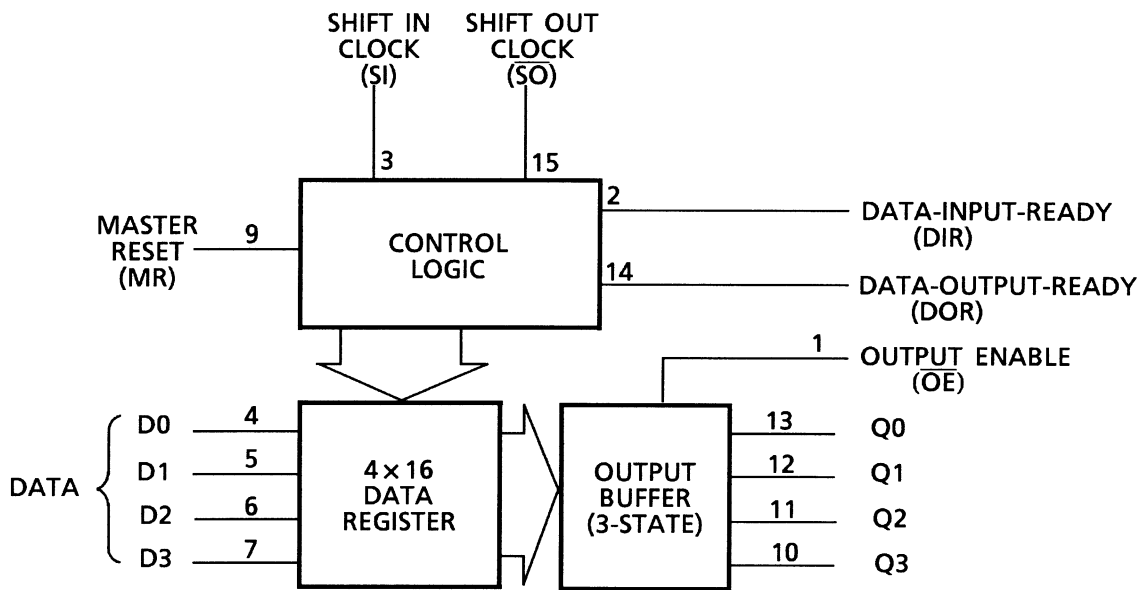 SHIFT IN
CLOCK
(SI)
SHIFT OUT
CLOCK
(S̅O̅)
3
15
2
DATA-INPUT-READY
(DIR)
MASTER
RESET
(MR)
9
CONTROL
LOGIC
14
DATA-OUTPUT-READY
(DOR)
1
OUTPUT ENABLE
(O̅E̅)
DATA
D0
4
D1
5
D2
6
D3
7
4 × 16
DATA
REGISTER
OUTPUT
BUFFER
(3-STATE)
13
Q0
12
Q1
11
Q2
10
Q3